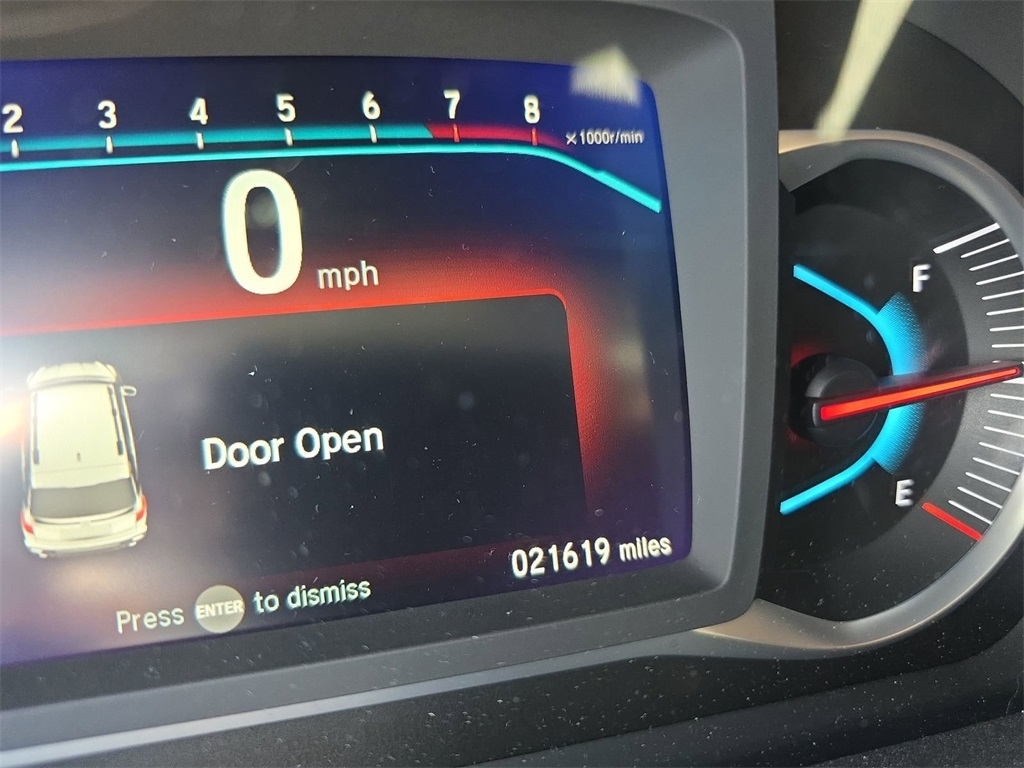 2 3 4 5 6 7 8
×1000r/min
0 mph
F
Door Open
E
021619 miles
Press ENTER to dismiss